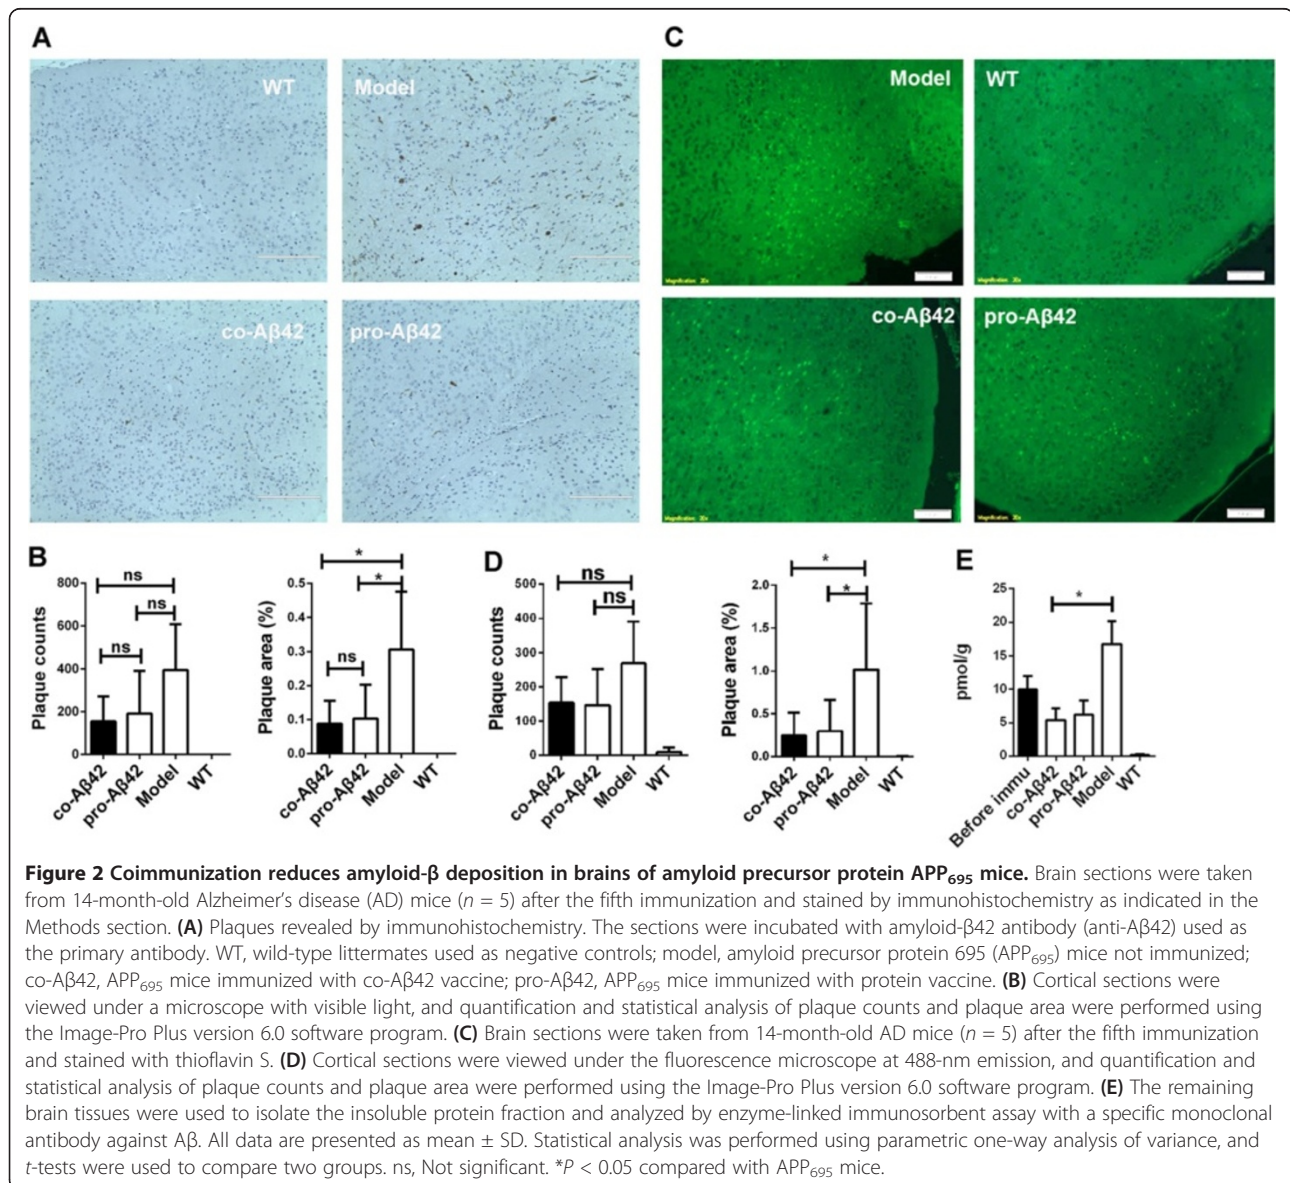 A
C
WT
Model
Model
WT
Magnification: 20x
co-Aβ42
pro-Aβ42
co-Aβ42
pro-Aβ42
Magnification: 20x
Magnification: 20x
B
Plaque counts
800
600
400
200
0
ns
ns
ns
co-Aβ42
pro-Aβ42
Model
WT
Plaque area (%)
0.5
0.4
0.3
0.2
0.1
0.0
*
*
ns
co-Aβ42
pro-Aβ42
Model
WT
D
Plaque counts
500
400
300
200
100
0
ns
ns
co-Aβ42
pro-Aβ42
Model
WT
Plaque area (%)
2.0
1.5
1.0
0.5
0.0
*
*
co-Aβ42
pro-Aβ42
Model
WT
E
pmol/g
25
20
15
10
5
0
*
Before immu
co-Aβ42
pro-Aβ42
Model
WT
Figure 2 Coimmunization reduces amyloid-β deposition in brains of amyloid precursor protein APP695 mice. Brain sections were taken
from 14-month-old Alzheimer's disease (AD) mice (n = 5) after the fifth immunization and stained by immunohistochemistry as indicated in the
Methods section. (A) Plaques revealed by immunohistochemistry. The sections were incubated with amyloid-β42 antibody (anti-Aβ42) used as
the primary antibody. WT, wild-type littermates used as negative controls; model, amyloid precursor protein 695 (APP695) mice not immunized;
co-Aβ42, APP695 mice immunized with co-Aβ42 vaccine; pro-Aβ42, APP695 mice immunized with protein vaccine. (B) Cortical sections were
viewed under a microscope with visible light, and quantification and statistical analysis of plaque counts and plaque area were performed using
the Image-Pro Plus version 6.0 software program. (C) Brain sections were taken from 14-month-old AD mice (n = 5) after the fifth immunization
and stained with thioflavin S. (D) Cortical sections were viewed under the fluorescence microscope at 488-nm emission, and quantification and
statistical analysis of plaque counts and plaque area were performed using the Image-Pro Plus version 6.0 software program. (E) The remaining
brain tissues were used to isolate the insoluble protein fraction and analyzed by enzyme-linked immunosorbent assay with a specific monoclonal
antibody against Aβ. All data are presented as mean ± SD. Statistical analysis was performed using parametric one-way analysis of variance, and
t-tests were used to compare two groups. ns, Not significant. *P < 0.05 compared with APP695 mice.